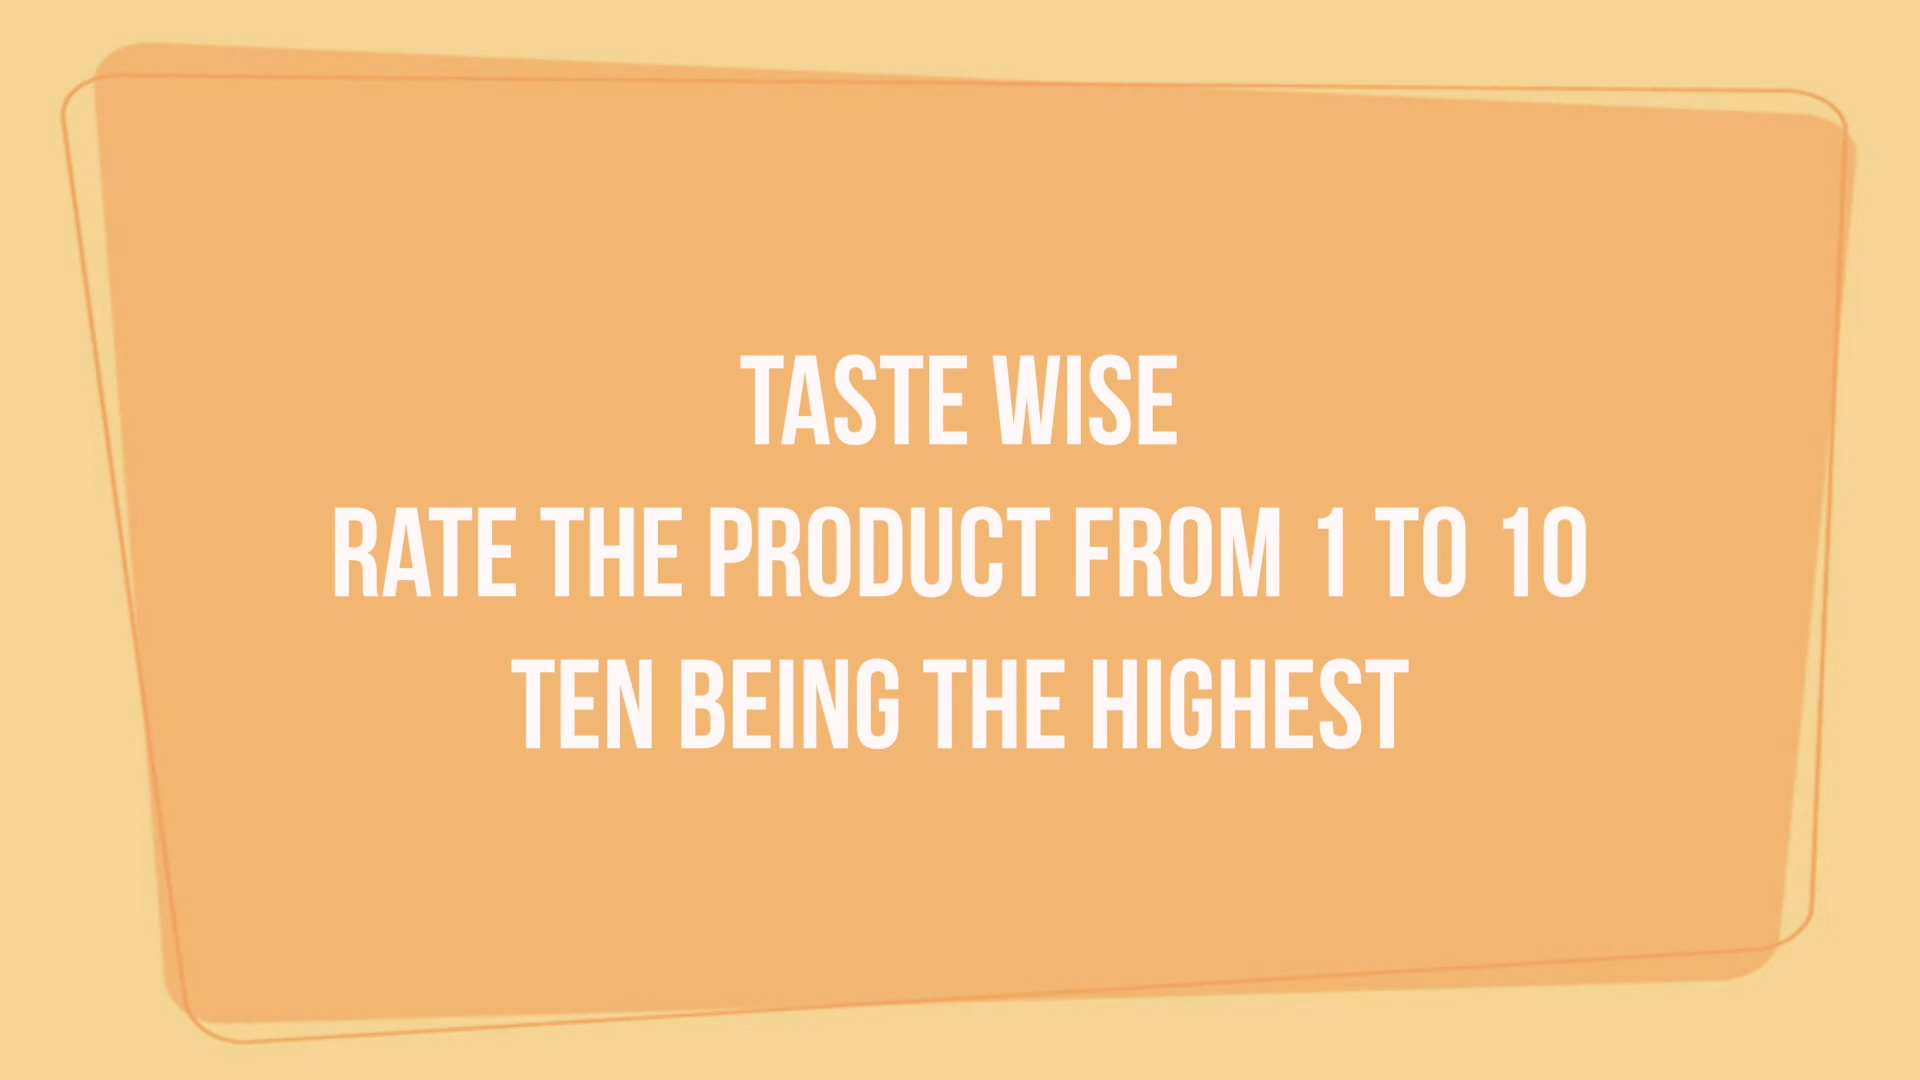 TASTE WISE
RATE THE PRODUCT FROM 1 TO 10
TEN BEING THE HIGHEST